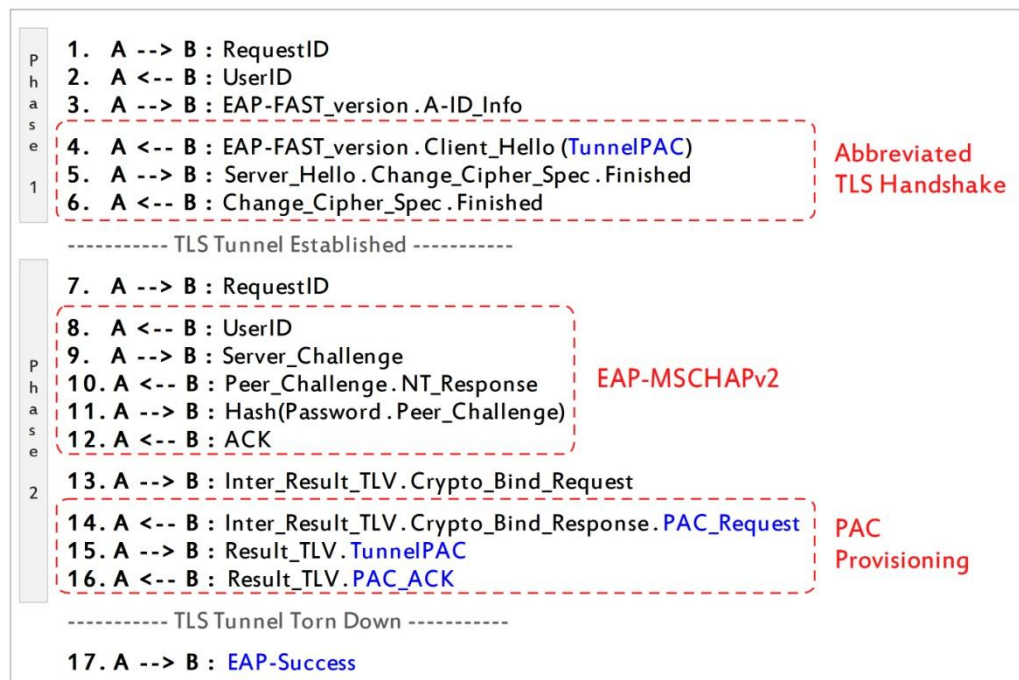 Phase 1
1. A --> B : RequestID
2. A <-- B : UserID
3. A --> B : EAP-FAST_version . A-ID_Info
4. A <-- B : EAP-FAST_version . Client_Hello (TunnelPAC)
5. A --> B : Server_Hello . Change_Cipher_Spec . Finished
6. A <-- B : Change_Cipher_Spec . Finished
Abbreviated
TLS Handshake
----------- TLS Tunnel Established -----------
Phase 2
7. A --> B : RequestID
8. A <-- B : UserID
9. A --> B : Server_Challenge
10. A <-- B : Peer_Challenge . NT_Response
11. A --> B : Hash(Password . Peer_Challenge)
12. A <-- B : ACK
EAP-MSCHAPv2
13. A --> B : Inter_Result_TLV . Crypto_Bind_Request
14. A <-- B : Inter_Result_TLV . Crypto_Bind_Response . PAC_Request
15. A --> B : Result_TLV . TunnelPAC
16. A <-- B : Result_TLV . PAC_ACK
PAC
Provisioning
----------- TLS Tunnel Torn Down -----------
17. A --> B : EAP-Success